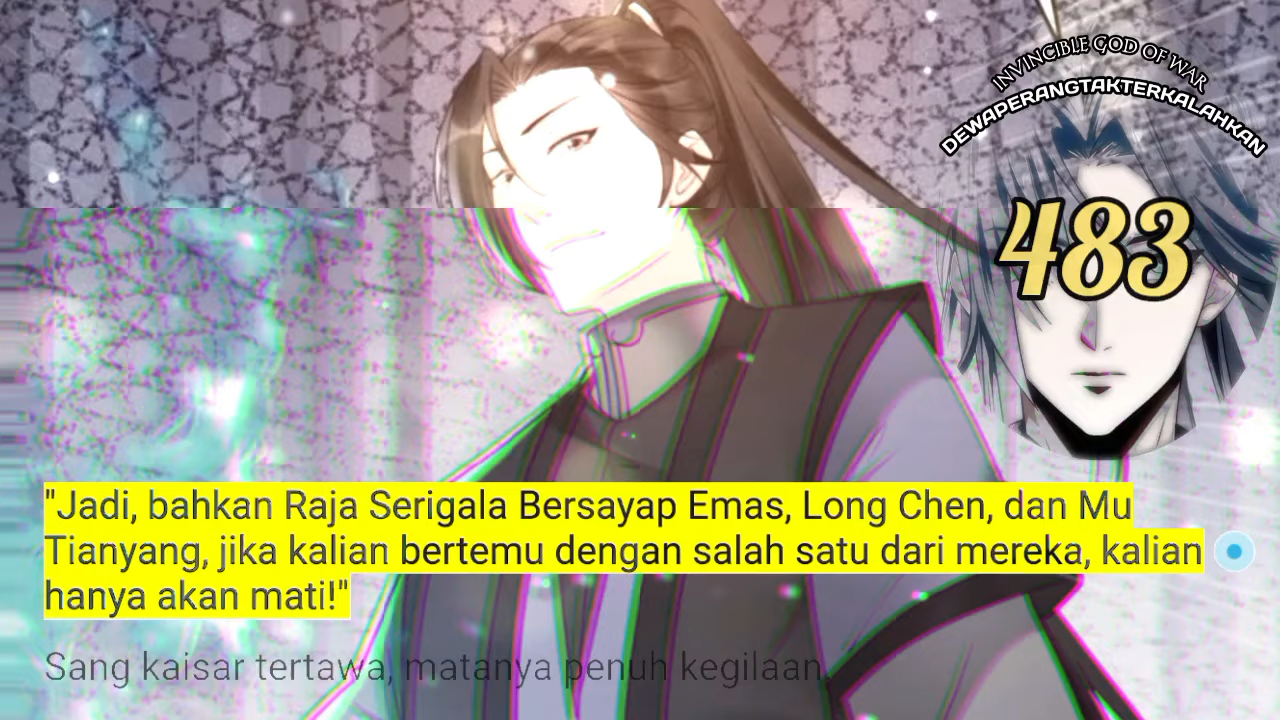 INVINCIBLE GOD OF WAR
DEWAPERANGTAKTERKALAHKAN
483
"Jadi, bahkan Raja Serigala Bersayap Emas, Long Chen, dan Mu
Tianyang, jika kalian bertemu dengan salah satu dari mereka, kalian
hanya akan mati!"
Sang kaisar tertawa, matanya penuh kegilaan.